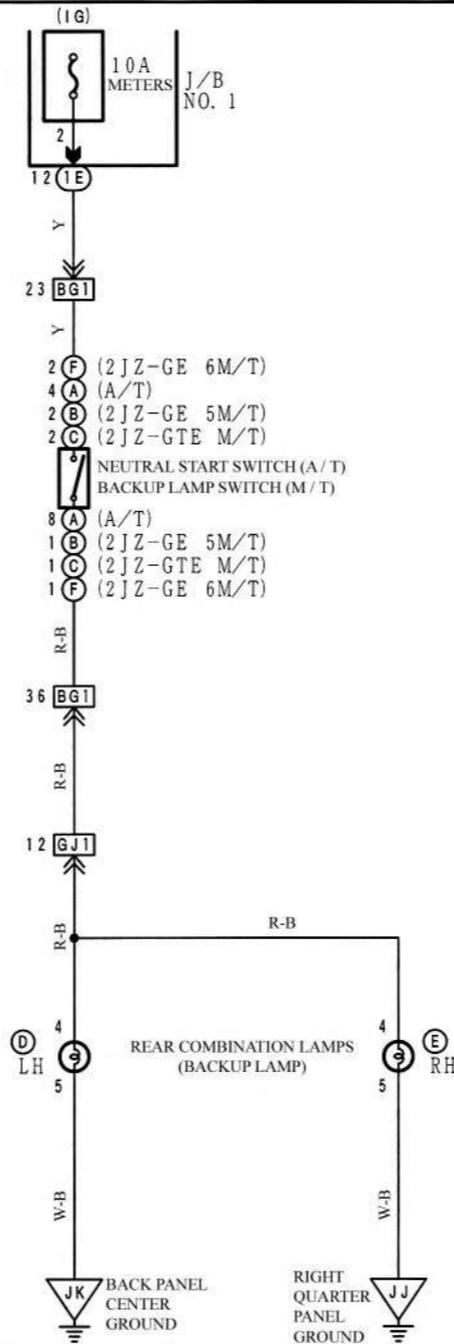 (IG)
10A
METERS
J/B
NO. 1
2
12 1E
Y
23 BG1
Y
2 F (2JZ-GE 6M/T)
4 A (A/T)
2 B (2JZ-GE 5M/T)
2 C (2JZ-GTE M/T)
NEUTRAL START SWITCH (A / T)
BACKUP LAMP SWITCH (M / T)
8 A (A/T)
1 B (2JZ-GE 5M/T)
1 C (2JZ-GTE M/T)
1 F (2JZ-GE 6M/T)
R-B
36 BG1
R-B
12 GJ1
R-B
R-B
4
D
LH
5
REAR COMBINATION LAMPS
(BACKUP LAMP)
4
E
RH
5
W-B
W-B
JK
BACK PANEL
CENTER
GROUND
RIGHT
QUARTER
PANEL
GROUND
JJ